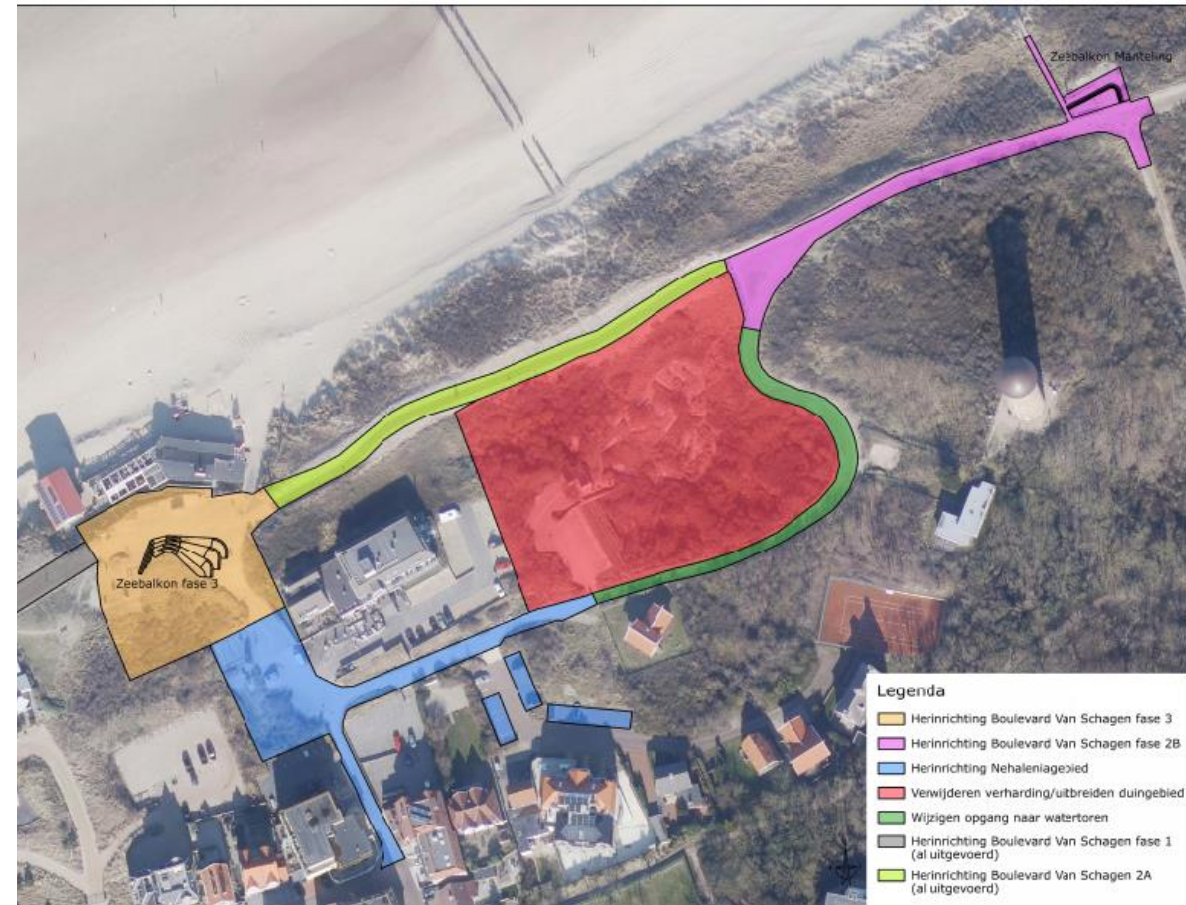 Zeebalkon Manteling
Zeebalkon fase 3
Legenda
Herinrichting Boulevard Van Schagen fase 3
Herinrichting Boulevard Van Schagen fase 2B
Herinrichting Nehaleniagebied
Verwijderen verharding/uitbreiden duingebied
Wijzigen opgang naar watertoren
Herinrichting Boulevard Van Schagen fase 1
(al uitgevoerd)
Herinrichting Boulevard Van Schagen 2A
(al uitgevoerd)